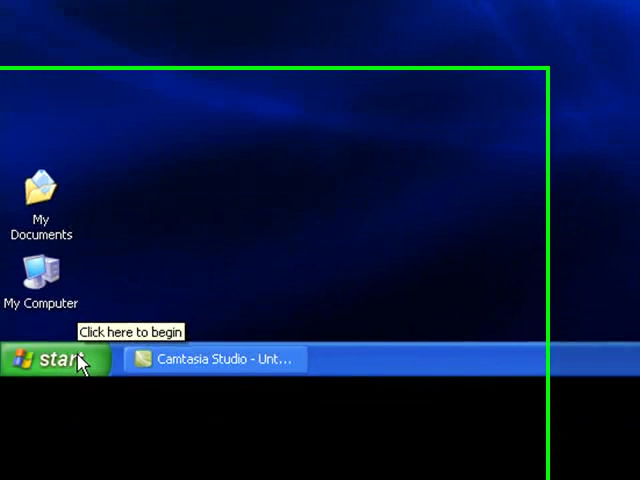 My
Documents
My Computer
Click here to begin
start
Camtasia Studio - Unt...